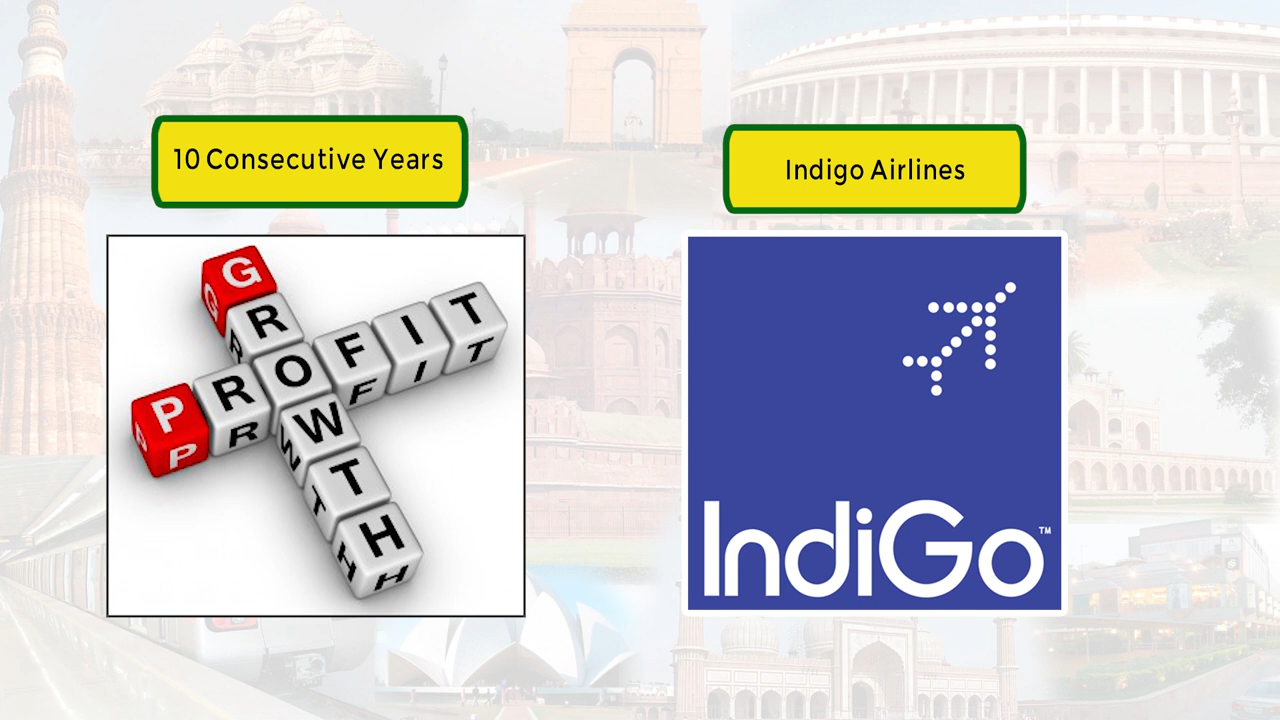 10 Consecutive Years
Indigo Airlines
GROWTH
PROFIT
IndiGo™